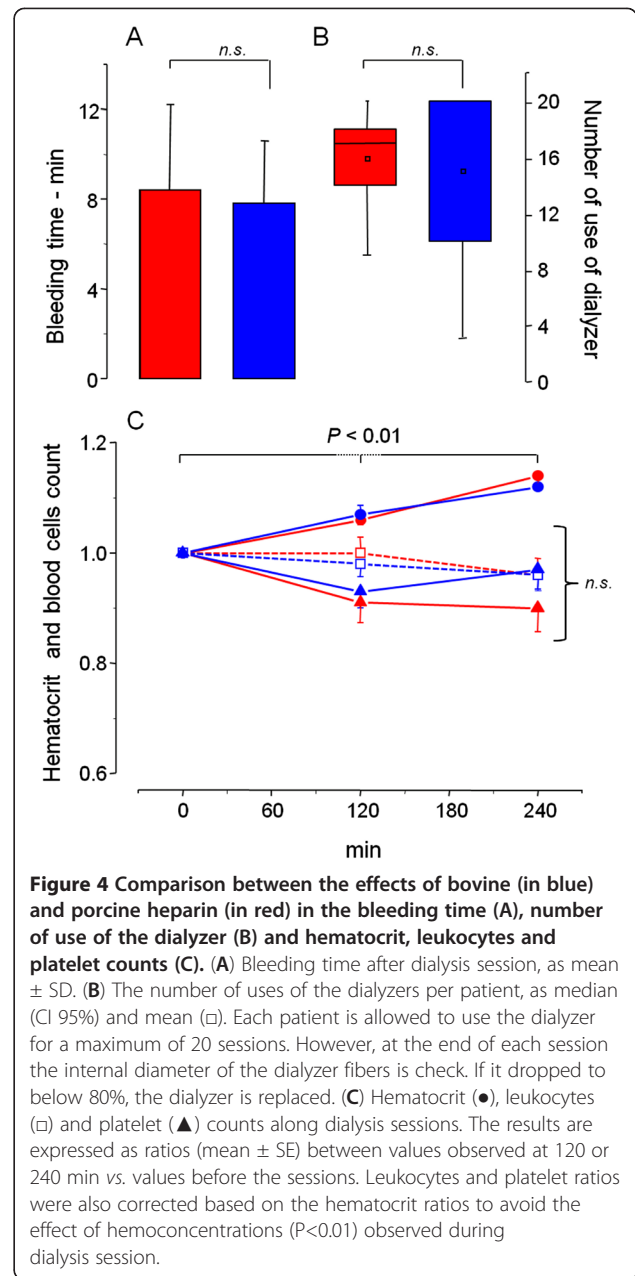 A
B
n.s.
n.s.
12
8
4
0
Bleeding time - min
20
16
12
8
4
0
Number of use of dialyzer
C
P < 0.01
1.2
1.0
0.8
0.6
Hematocrit and blood cells count
n.s.
0 60 120 180 240
min
Figure 4 Comparison between the effects of bovine (in blue)
and porcine heparin (in red) in the bleeding time (A), number
of use of the dialyzer (B) and hematocrit, leukocytes and
platelet counts (C). (A) Bleeding time after dialysis session, as mean
± SD. (B) The number of uses of the dialyzers per patient, as median
(CI 95%) and mean (□). Each patient is allowed to use the dialyzer
for a maximum of 20 sessions. However, at the end of each session
the internal diameter of the dialyzer fibers is check. If it dropped to
below 80%, the dialyzer is replaced. (C) Hematocrit (●), leukocytes
(□) and platelet (▲) counts along dialysis sessions. The results are
expressed as ratios (mean ± SE) between values observed at 120 or
240 min vs. values before the sessions. Leukocytes and platelet ratios
were also corrected based on the hematocrit ratios to avoid the
effect of hemoconcentrations (P<0.01) observed during
dialysis session.